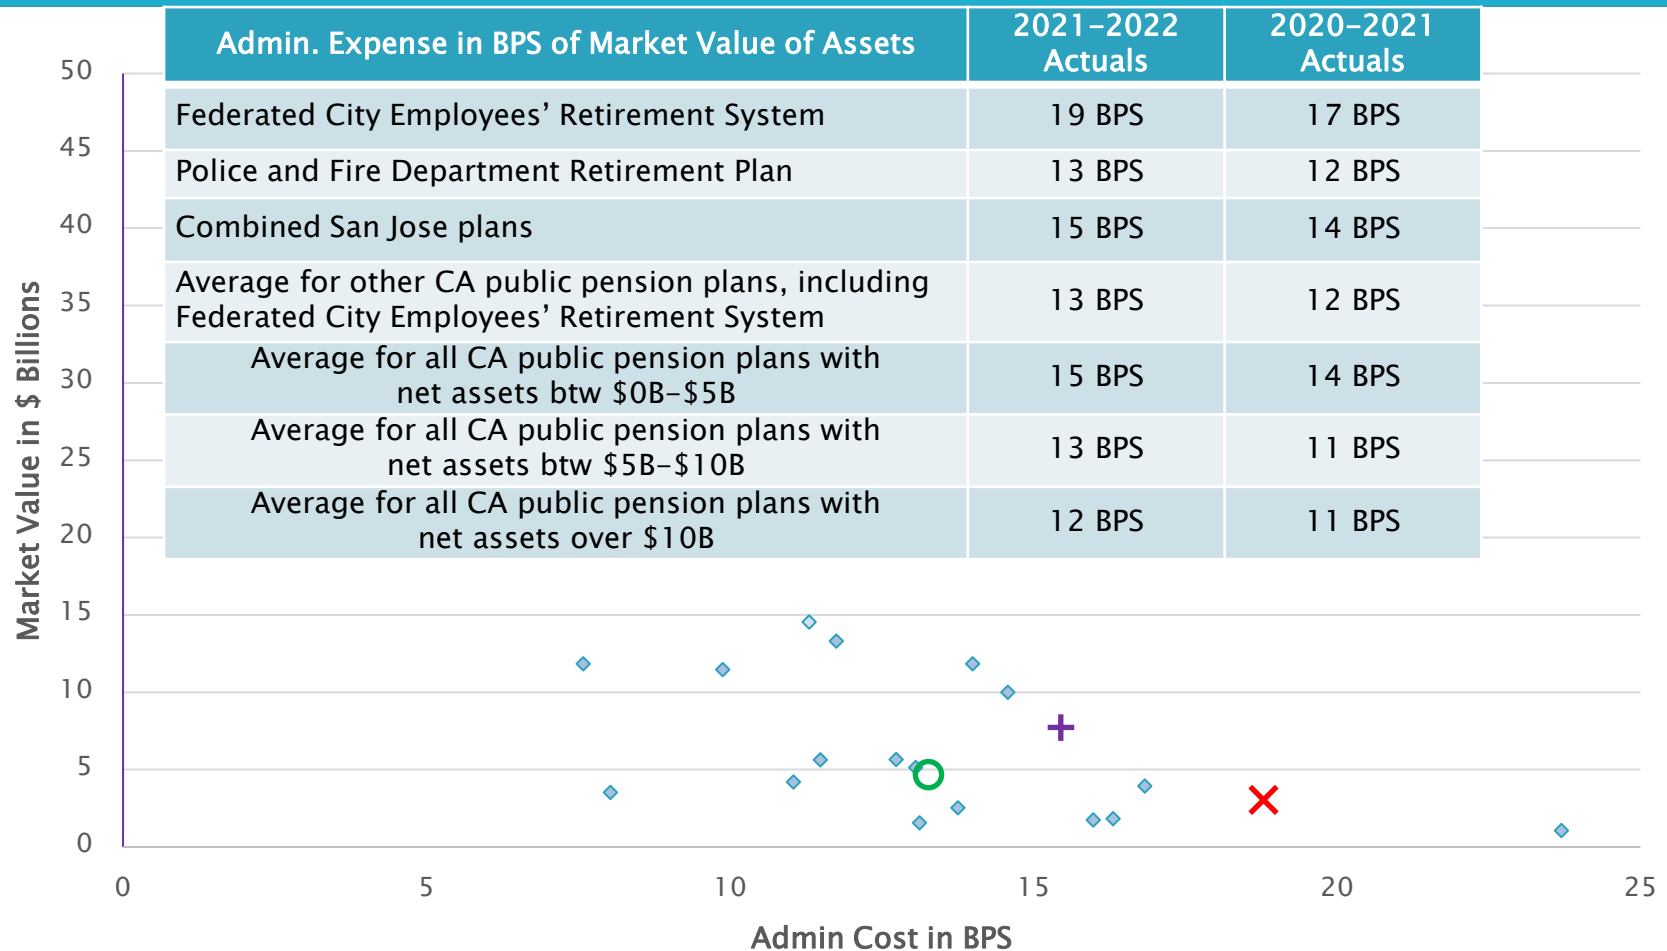 Admin. Expense in BPS of Market Value of Assets
2021-2022
Actuals
2020-2021
Actuals
Federated City Employees’ Retirement System
19 BPS
17 BPS
Police and Fire Department Retirement Plan
13 BPS
12 BPS
Combined San Jose plans
15 BPS
14 BPS
Average for other CA public pension plans, including
Federated City Employees’ Retirement System
13 BPS
12 BPS
Average for all CA public pension plans with
net assets btw $0B-$5B
15 BPS
14 BPS
Average for all CA public pension plans with
net assets btw $5B-$10B
13 BPS
11 BPS
Average for all CA public pension plans with
net assets over $10B
12 BPS
11 BPS
Market Value in $ Billions
50
45
40
35
30
25
20
15
10
5
0
0
5
10
15
20
25
Admin Cost in BPS